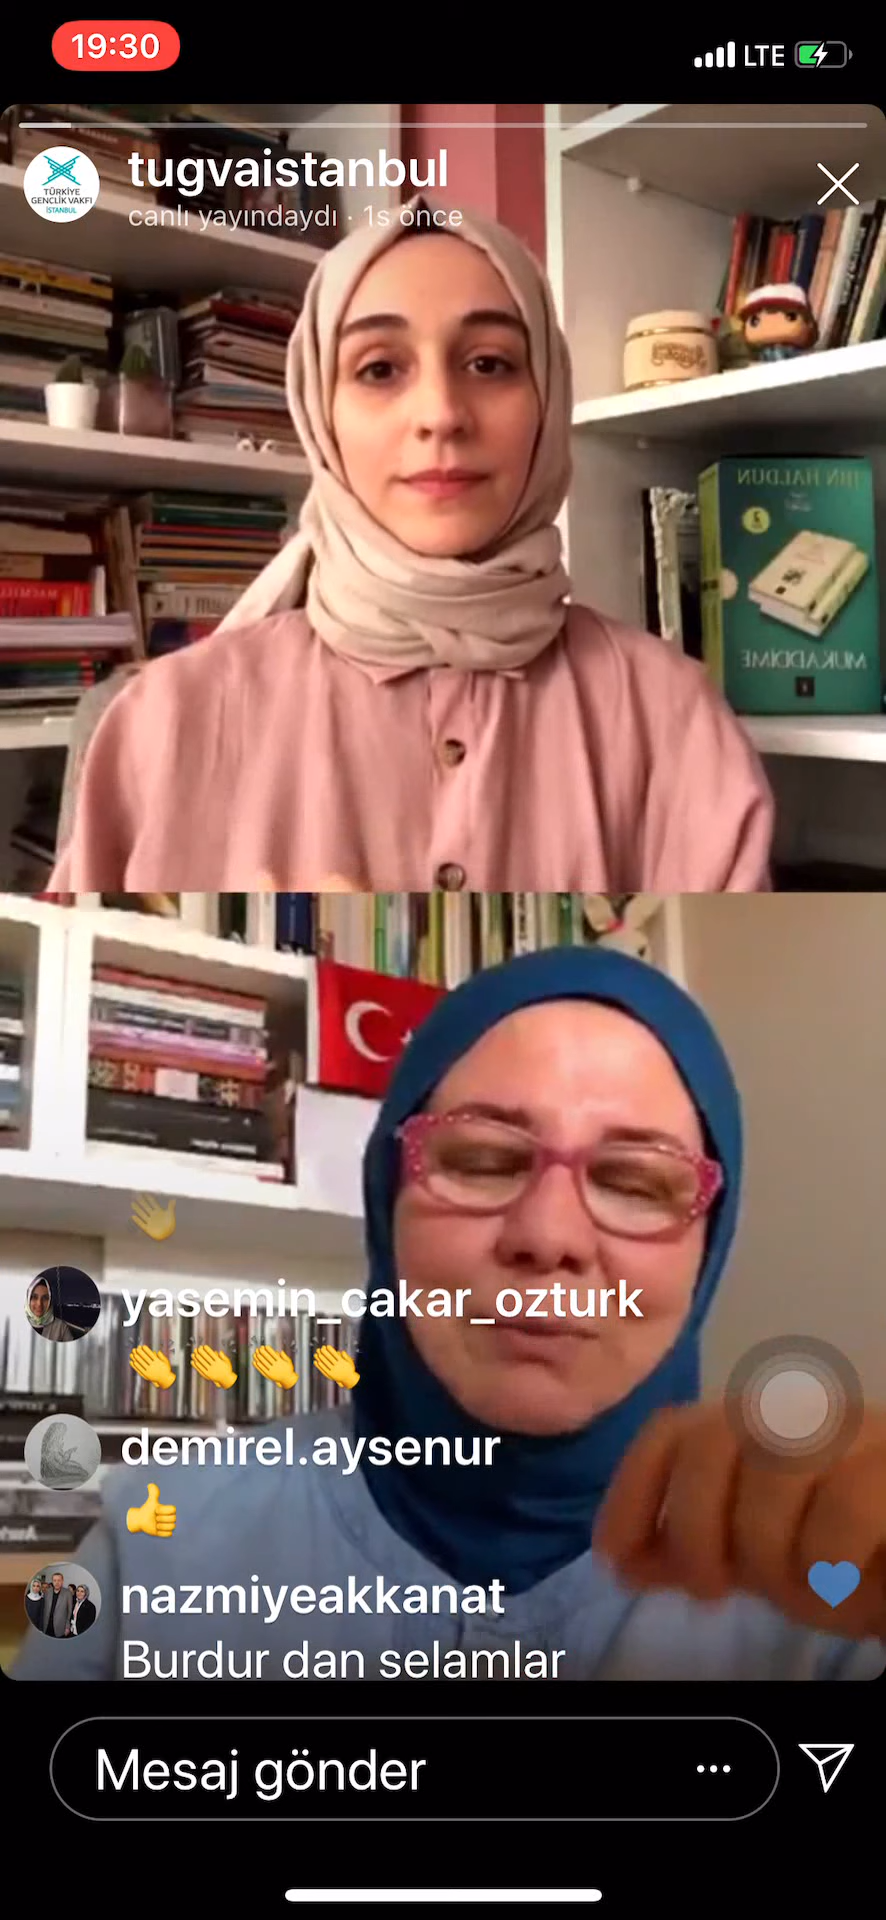 19:30
LTE
TÜRKİYE
GENÇLİK VAKFI
İSTANBUL
tugvaistanbul
canlı yayındaydı · 1s önce
IBN HALDUN
MUKADDİME
yasemin_cakar_ozturk
demirel.aysenur
nazmiyeakkanat
Burdur dan selamlar
Mesaj gönder